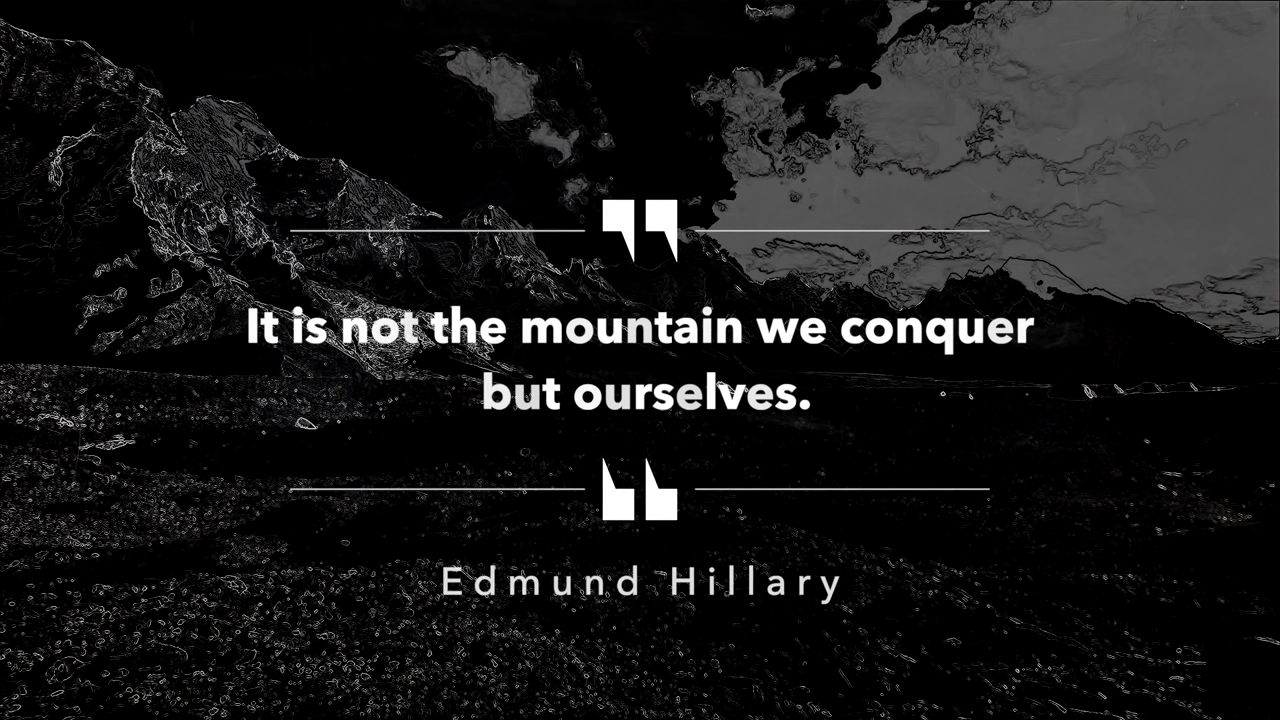 It is not the mountain we conquer
but ourselves.
Edmund Hillary